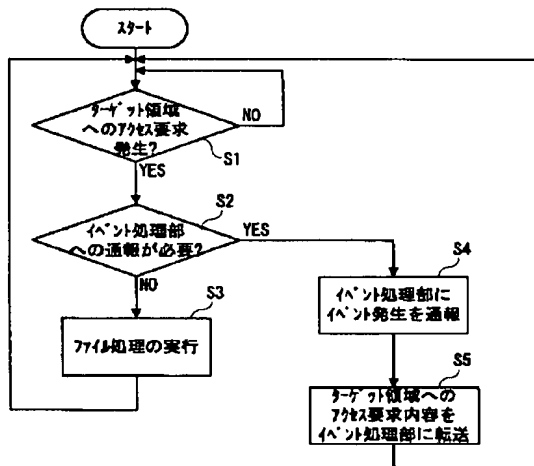 スタート
ターゲット領域
へのアクセス要求
発生?
NO
S1
YES
S2
イベント処理部
への通報が必要?
YES
NO
S3
ファイル処理の実行
S4
イベント処理部に
イベント発生を通報
S5
ターゲット領域への
アクセス要求内容を
イベント処理部に転送